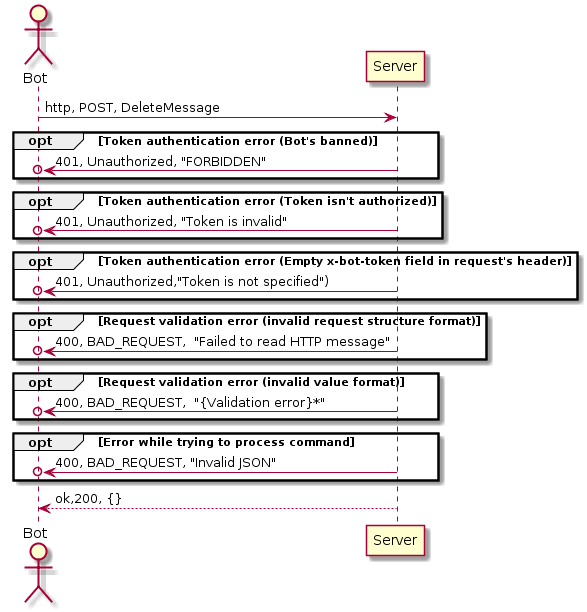 Bot
Server
http, POST, DeleteMessage
opt [Token authentication error (Bot's banned)]
401, Unauthorized, "FORBIDDEN"
opt [Token authentication error (Token isn't authorized)]
401, Unauthorized, "Token is invalid"
opt [Token authentication error (Empty x-bot-token field in request's header)]
401, Unauthorized,"Token is not specified")
opt [Request validation error (invalid request structure format)]
400, BAD_REQUEST,  "Failed to read HTTP message"
opt [Request validation error (invalid value format)]
400, BAD_REQUEST,  "{Validation error}*"
opt [Error while trying to process command]
400, BAD_REQUEST, "Invalid JSON"
ok,200, {}
Bot
Server